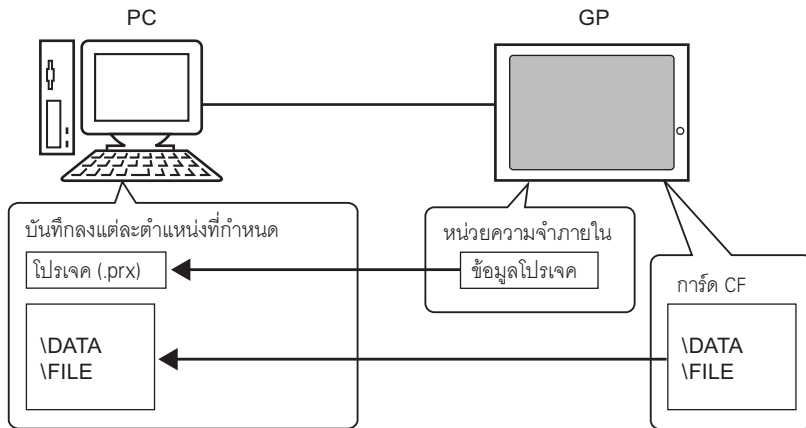 PC
GP
บันทึกลงแต่ละตำแหน่งที่กำหนด
โปรเจค (.prx)
\DATA
\FILE
หน่วยความจำภายใน
ข้อมูลโปรเจค
การ์ด CF
\DATA
\FILE